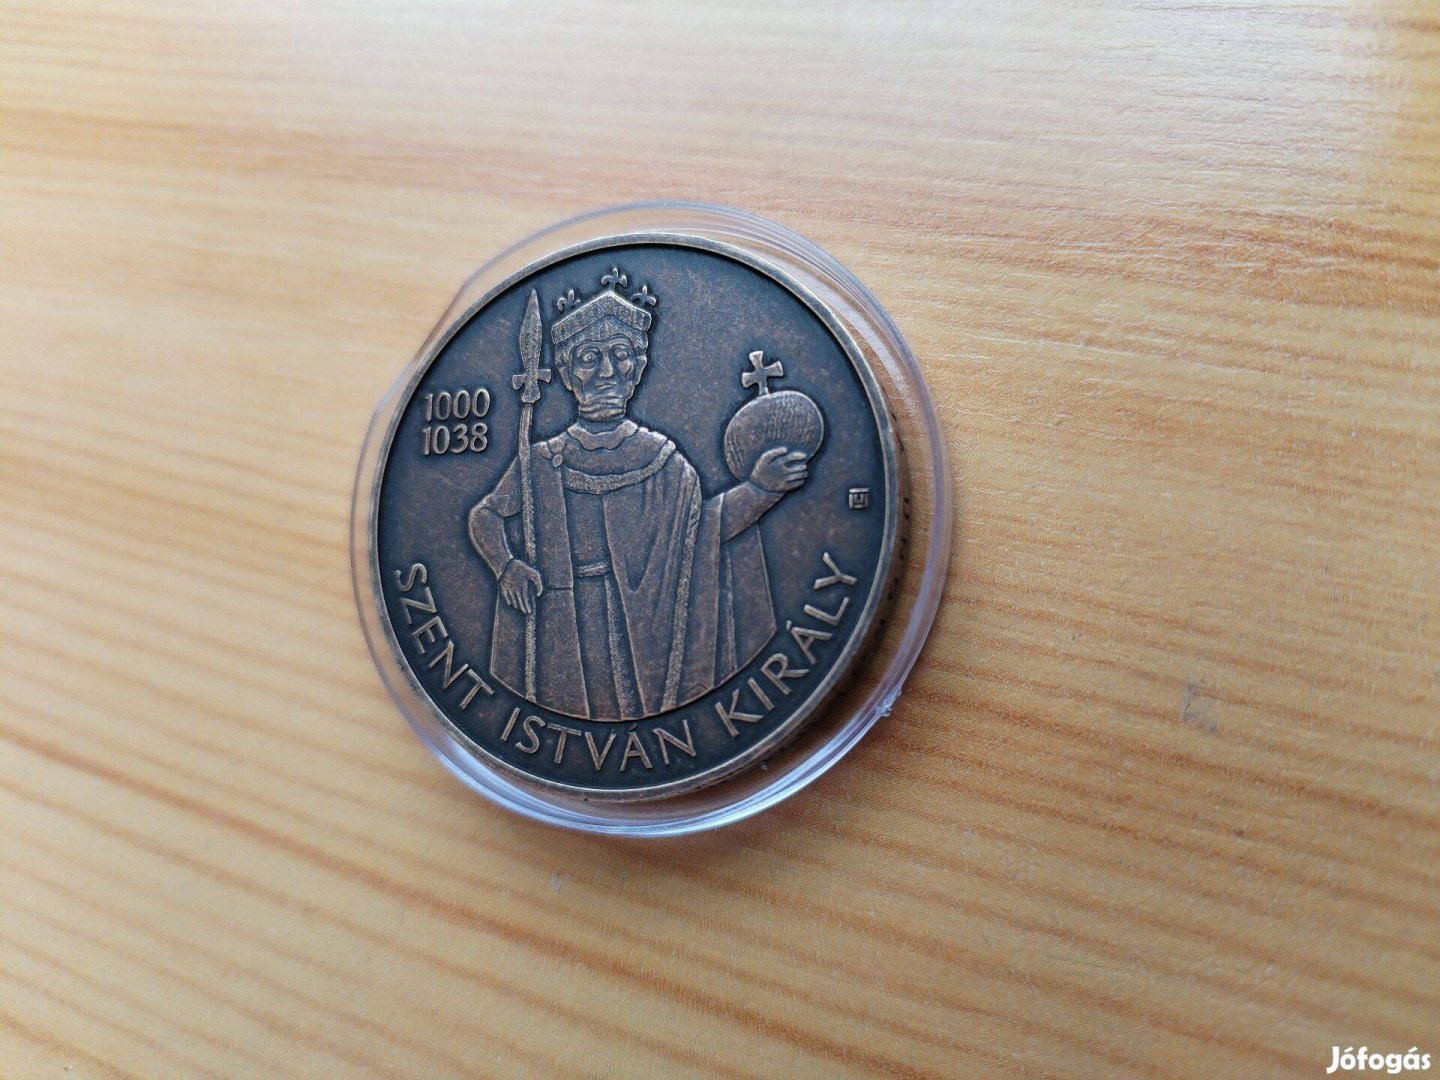 1000
1038
SZENT ISTVÁN KIRÁLY
Jófogás